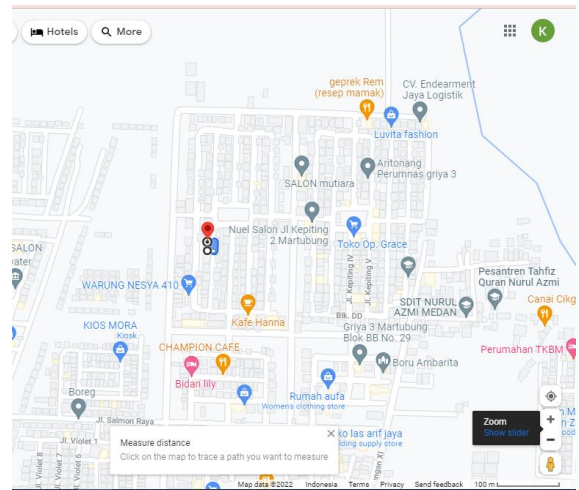 Hotels
More
K
geprek Rem
(resep mamak)
CV. Endearment
Jaya Logistik
Luvita fashion
Aritonang
Perumnas griya 3
SALON mutiara
Nuel Salon Jl Kepiting
2 Martubung
Toko Op. Grace
SALON
Jl. Kepiting IV
Jl. Kepiting V
Pesantren Tahfiz
Quran Nurul Azmi
WARUNG NESYA 410
SDIT NURUL
AZMI MEDAN
Canai Cikg
Kafe Hanna
Blk. DD
KIOS MORA
Kiosk
Griya 3 Martubung
Blok BB No. 29
CHAMPION CAFE
Perumahan TKBM
Boru Ambarita
Bidan lily
Boreg
Rumah aufa
Women's clothing store
Jl. Salmon Raya
Zoom
Show slider
Jl. Violet 1
Measure distance
Click on the map to trace a path you want to measure
ko las arif jaya
lding supply store
Jl. Violet 8
Jl. Violet 7
Jl. Violet 6
Map data ©2022
Indonesia
Terms
Privacy
Send feedback
100 m